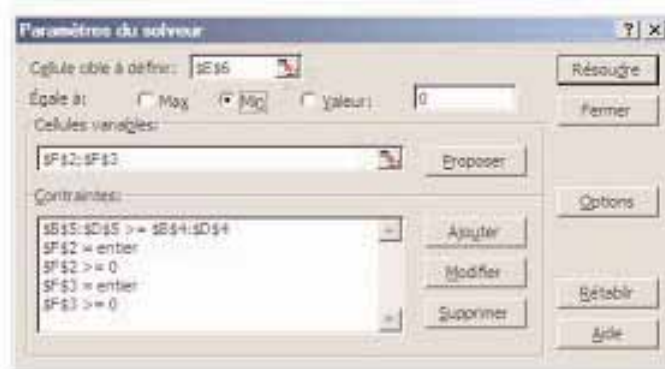 Paramètres du solveur
Cellule cible à définir: $E$6
Résoudre
Égale à: Max Min Valeur: 0
Fermer
Cellules variables:
$F$2:$F$3
Proposer
Contraintes:
Options
$B$5:$D$5 >= $B$4:$D$4
$F$2 = entier
$F$2 >= 0
$F$3 = entier
$F$3 >= 0
Ajouter
Modifier
Supprimer
Rétablir
Aide